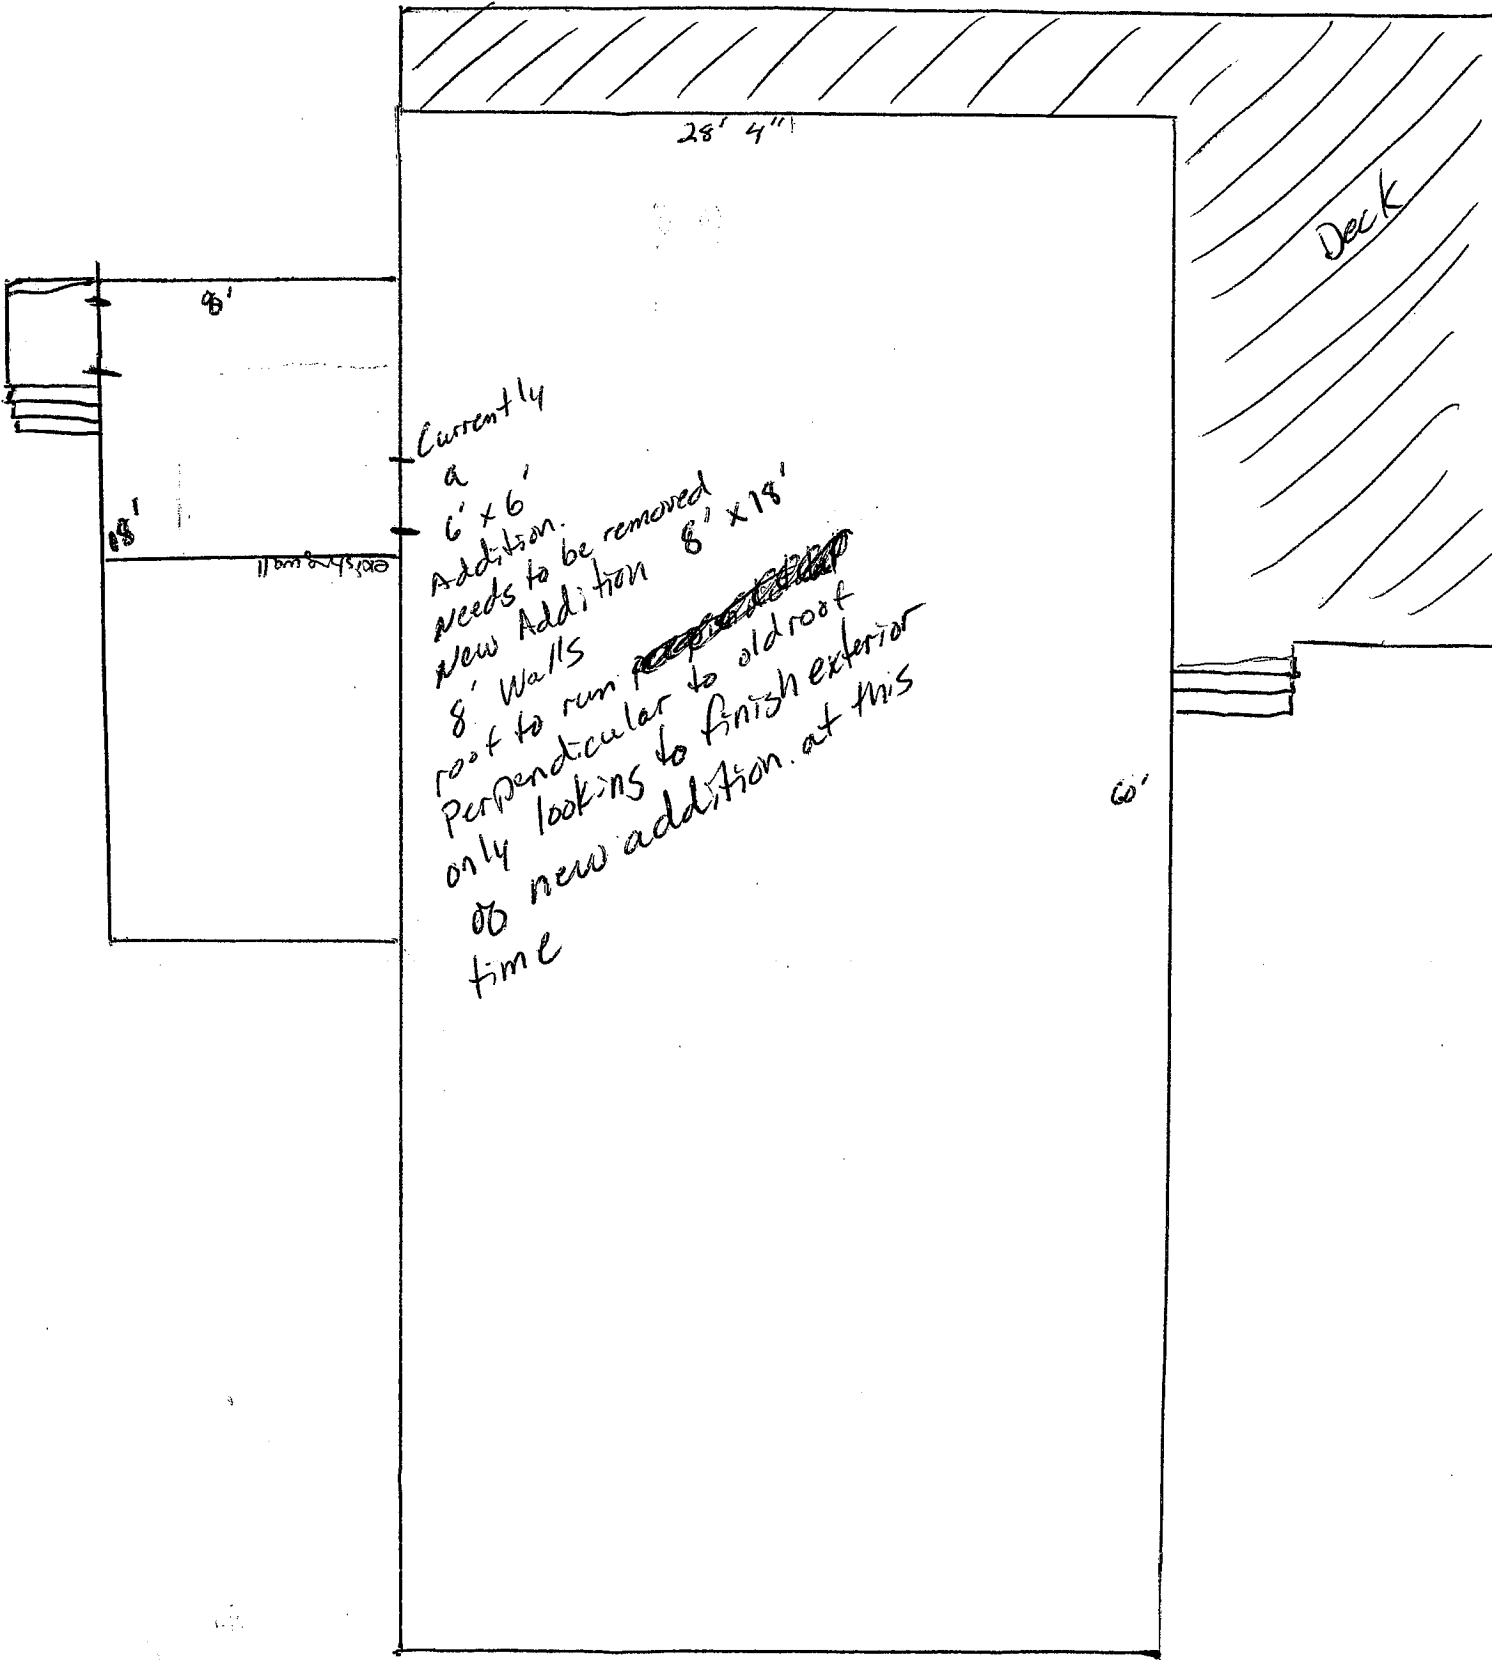 28' 4"
Deck
8'
Currently
a
6' x 6'
Addition.
Needs to be removed
New Addition 8' x 18'
8' Walls
roof to run
Perpendicular to old roof
only looking to finish exterior
of new addition. at this
time
18'
existing wall
60'